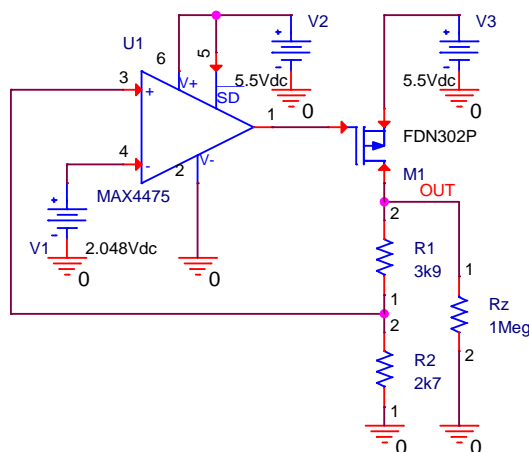 U1
V2
V3
6
5
3
+
V+
SD
5.5Vdc
0
5.5Vdc
0
1
FDN302P
4
-
2
V-
M1
MAX4475
OUT
V1
2.048Vdc
0
0
2
R1
3k9
1
1
Rz
1Meg
2
2
R2
2k7
1
0
0